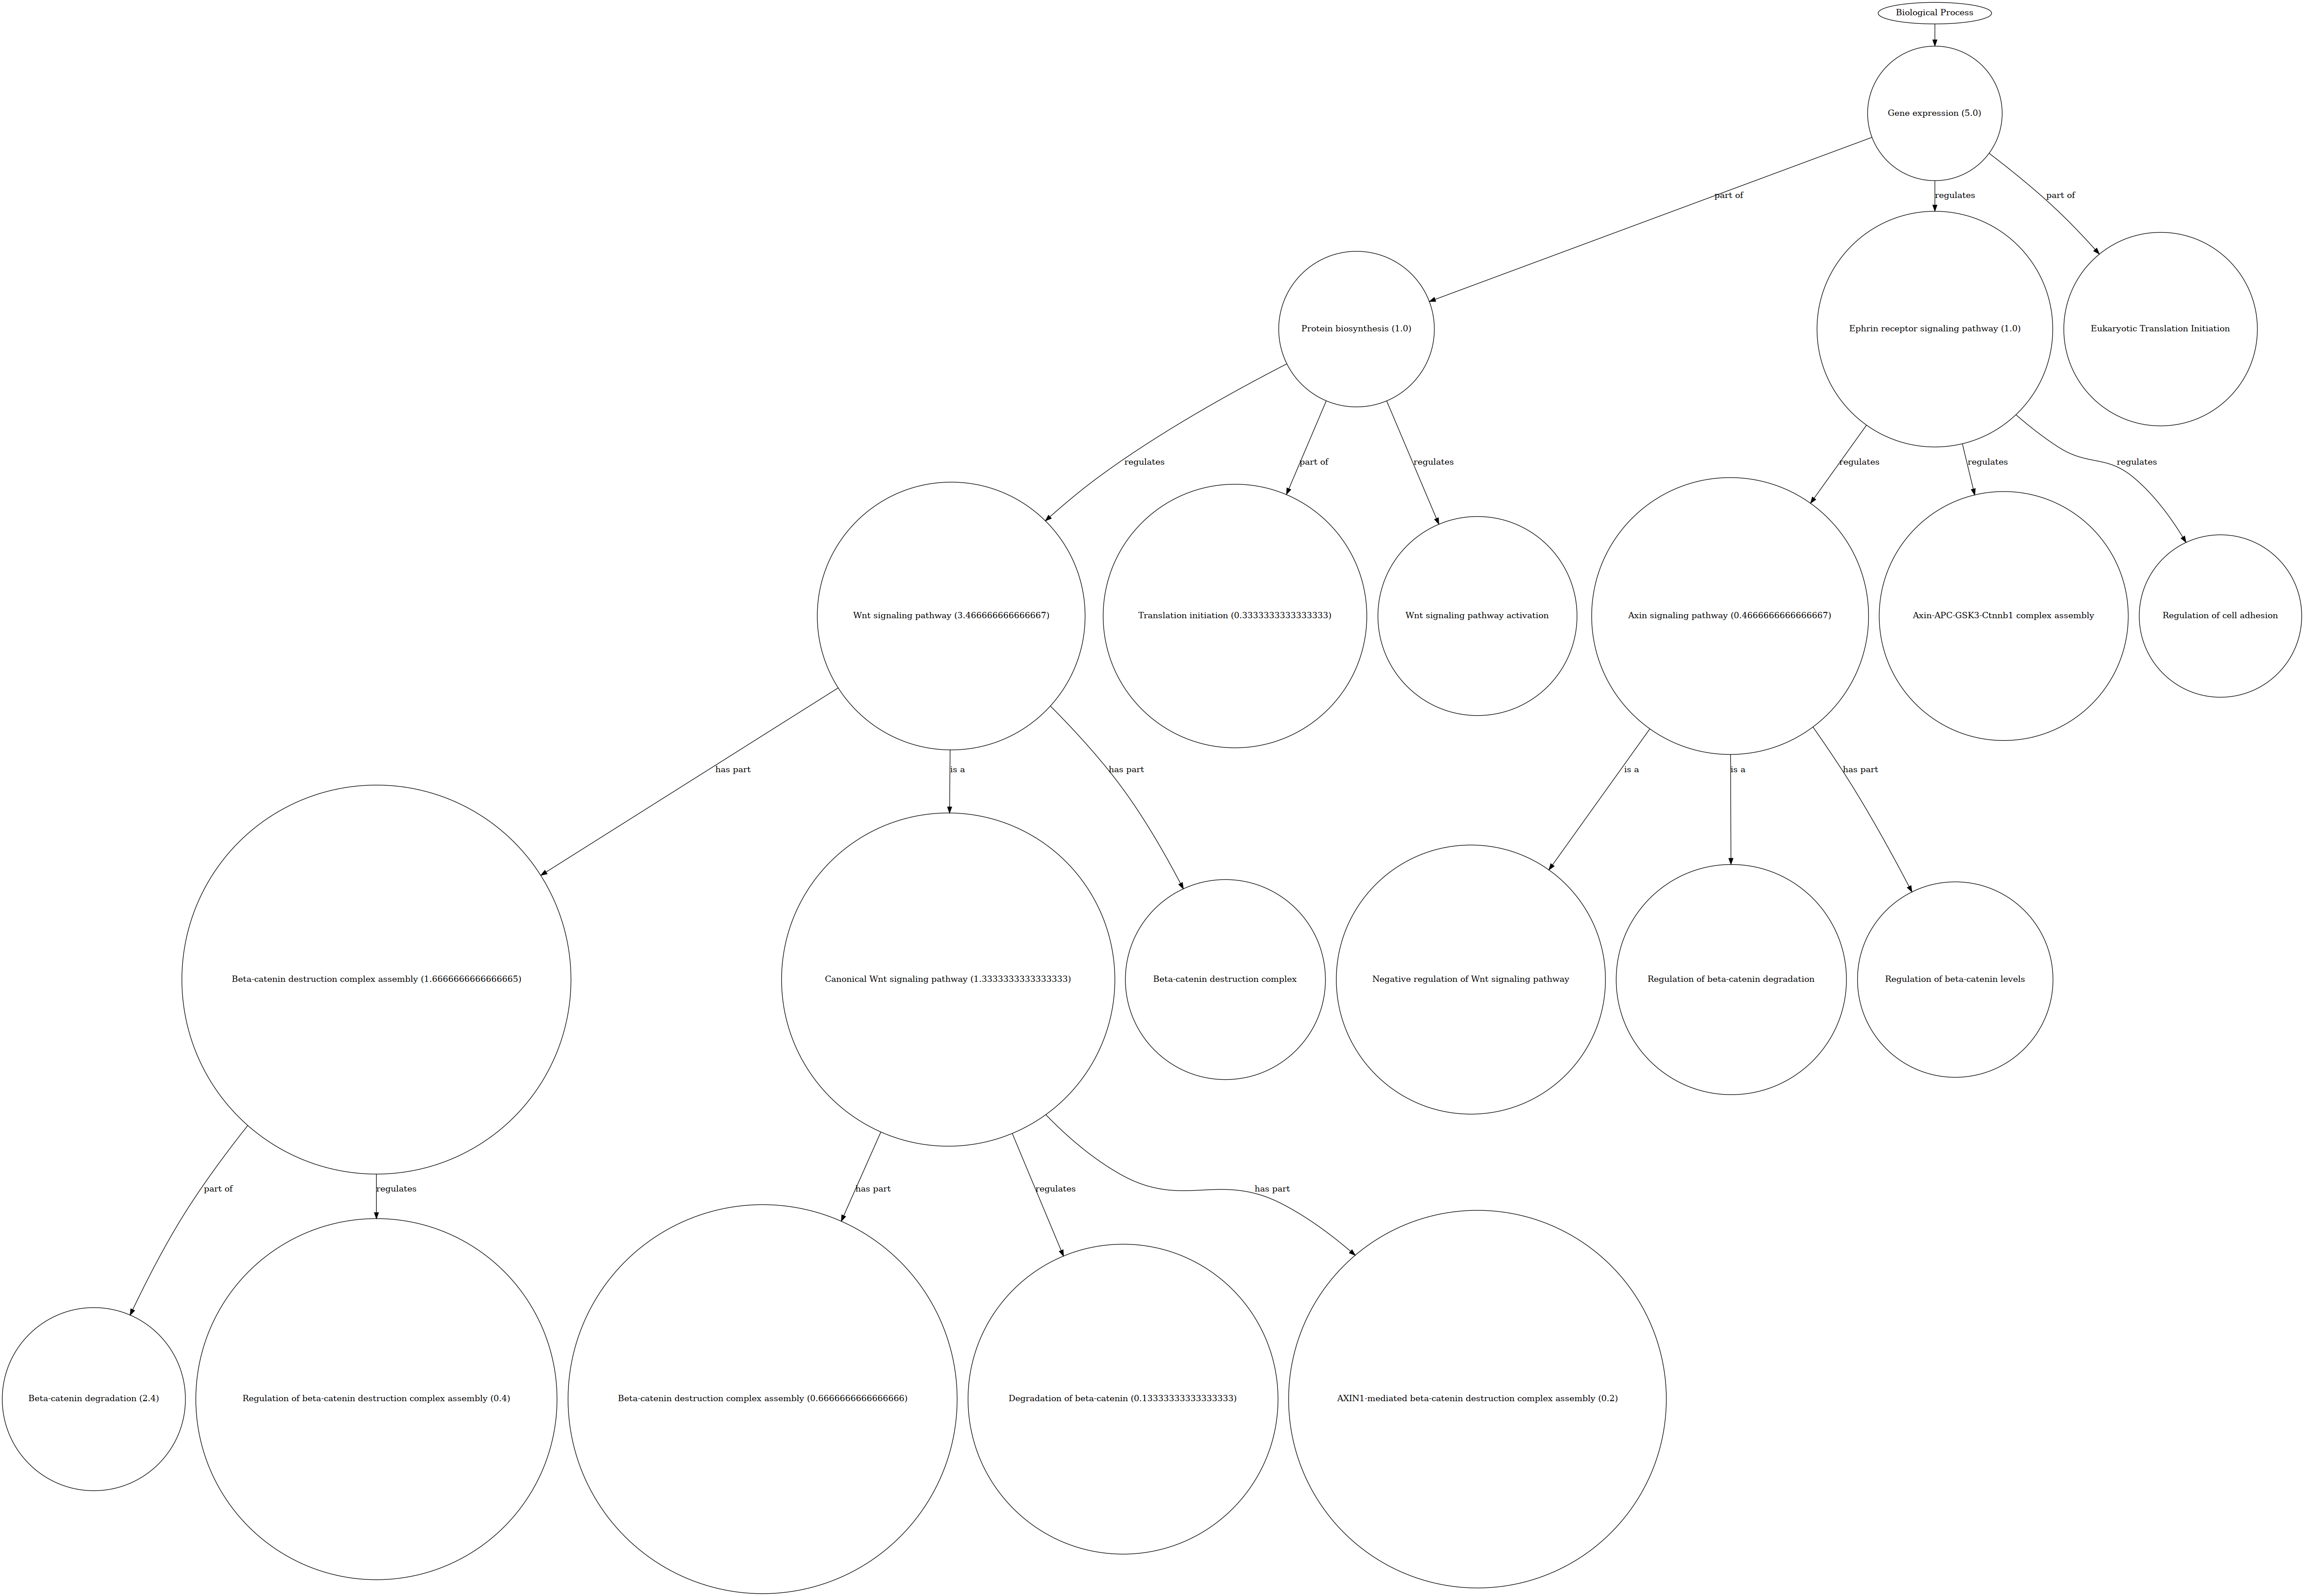 Biological Process
Gene expression (5.0)
part of
regulates
part of
Protein biosynthesis (1.0)
Ephrin receptor signaling pathway (1.0)
Eukaryotic Translation Initiation
regulates
part of
regulates
regulates
regulates
regulates
Wnt signaling pathway (3.466666666666667)
Translation initiation (0.3333333333333333)
Wnt signaling pathway activation
Axin signaling pathway (0.4666666666666667)
Axin-APC-GSK3-Ctnnb1 complex assembly
Regulation of cell adhesion
has part
is a
has part
is a
is a
has part
Beta-catenin destruction complex assembly (1.6666666666666665)
Canonical Wnt signaling pathway (1.3333333333333333)
Beta-catenin destruction complex
Negative regulation of Wnt signaling pathway
Regulation of beta-catenin degradation
Regulation of beta-catenin levels
part of
regulates
has part
regulates
has part
Beta-catenin degradation (2.4)
Regulation of beta-catenin destruction complex assembly (0.4)
Beta-catenin destruction complex assembly (0.6666666666666666)
Degradation of beta-catenin (0.13333333333333333)
AXIN1-mediated beta-catenin destruction complex assembly (0.2)